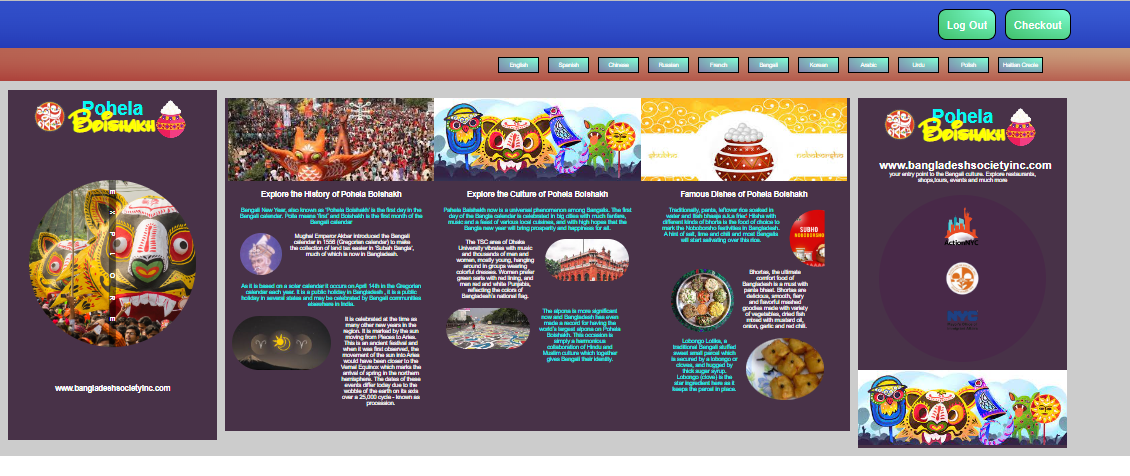 Log Out
Checkout
English
Spanish
Chinese
Russian
French
Bengali
Korean
Arabic
Urdu
Polish
Haitian Creole
Pohela
Boishakh
EXPLORE
www.bangladeshsocietyinc.com
Explore the History of Pohela Boishakh
Bengali New Year, also known as 'Pohela Boishakh' is the first day in the
Bengali calendar. Poila means 'first' and Boishakh is the first month of the
Bengali calendar
Mughal Emperor Akbar introduced the Bengali
calendar in 1556 (Gregorian calendar) to make
the collection of land tax easier in 'Subah Bangla',
much of which is now in Bangladesh.
As it is based on a solar calendar it occurs on April 14th in the Gregorian
calendar each year. It is a public holiday in Bangladesh , it is a public
holiday in several states and may be celebrated by Bengali communities
elsewhere in India.
It is celebrated at the time as
many other new years in the
region. It is marked by the sun
moving from Pisces to Aries.
This is an ancient festival and
when it was first observed, the
movement of the sun into Aries
would have been closer to the
Vernal Equinox which marks the
arrival of spring in the northern
hemisphere. The dates of these
events differ today due to the
wobble of the earth on its axis
over a 25,000 cycle - known as
procession.
Explore the Culture of Pohela Boishakh
Pohela Boishakh now is a universal phenomenon among Bengalis. The first
day of the Bangla calendar is celebrated in big cities with much fanfare,
music and a feast of various local cuisines, and with high hopes that the
Bangla new year will bring prosperity and happiness for all.
The TSC area of Dhaka
University vibrates with music
and thousands of men and
women, mostly young, hanging
around in groups wearing
colorful dresses. Women prefer
green saris with red lining, and
men red and white Punjabis,
reflecting the colors of
Bangladesh's national flag.
The alpona is more significant
now and Bangladesh has even
made a record for having the
world's largest alpona on Pohela
Boishakh. This occasion is
simply a harmonious
collaboration of Hindu and
Muslim culture which together
gives Bengali their identity.
shubho
noboborsho
Famous Dishes of Pohela Boishakh
Traditionally, panta, leftover rice soaked in
water and Ilish bhaaja a.k.a fried Hilsha with
different kinds of bhorta is the food of choice to
mark the Noboborsho festivities in Bangladesh.
A hint of salt, lime and chili and most Bengalis
will start salivating over this rice.
SUBHO
NOBOBORSHO
Bhortas, the ultimate
comfort food of
Bangladesh is a must with
panta bhaat. Bhortas are
delicious, smooth, fiery
and flavorful mashed
goodies made with variety
of vegetables, dried fish
mixed with mustard oil,
onion, garlic and red chili.
Lobongo Lotika, a
traditional Bengali stuffed
sweet small parcel which
is secured by a lobongo or
cloves, and hugged by
thick sugar syrup.
Lobongo (clove) is the
star ingredient here as it
keeps the parcel in place.
Pohela
Boishakh
www.bangladeshsocietyinc.com
your entry point to the Bengali culture. Explore restaurants,
shops,tours, events and much more
ActionNYC
NYC